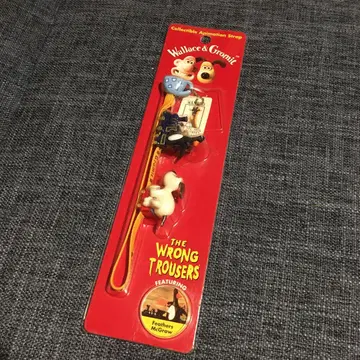 Collectible Animation Strap
Wallace & Gromit
THE
WRONG
TROUSERS
FEATURING
Feathers
McGraw